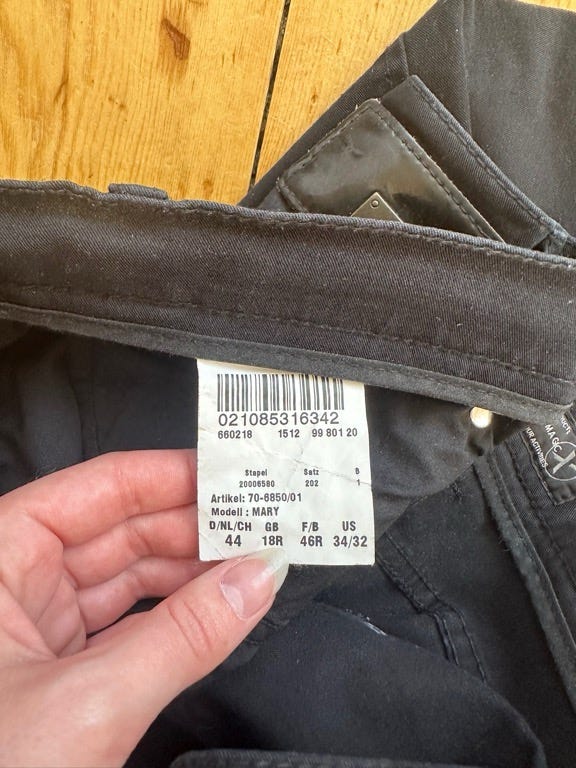 021085316342
660218 1512 99 801 20
Stapel Satz B
20006580 202 1
Artikel: 70-6850/01
Modell : MARY
D/NL/CH GB F/B US
44 18R 46R 34/32
MAGIC